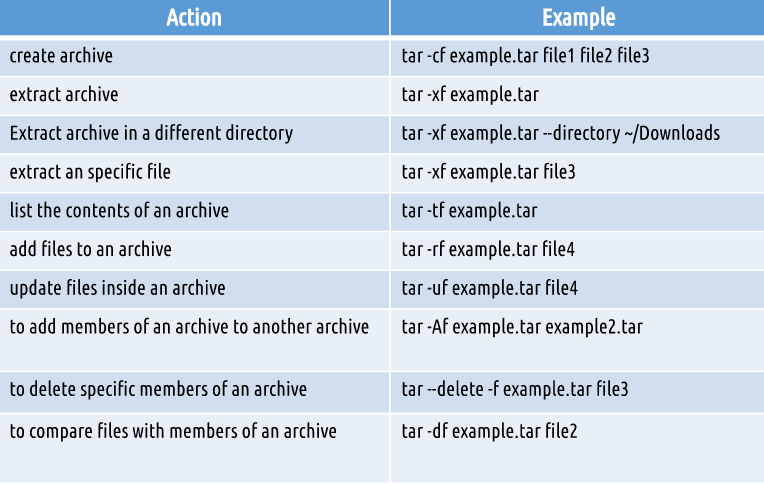 Action Example
create archive tar -cf example.tar file1 file2 file3
extract archive tar -xf example.tar
Extract archive in a different directory tar -xf example.tar --directory ~/Downloads
extract an specific file tar -xf example.tar file3
list the contents of an archive tar -tf example.tar
add files to an archive tar -rf example.tar file4
update files inside an archive tar -uf example.tar file4
to add members of an archive to another archive tar -Af example.tar example2.tar
to delete specific members of an archive tar --delete -f example.tar file3
to compare files with members of an archive tar -df example.tar file2